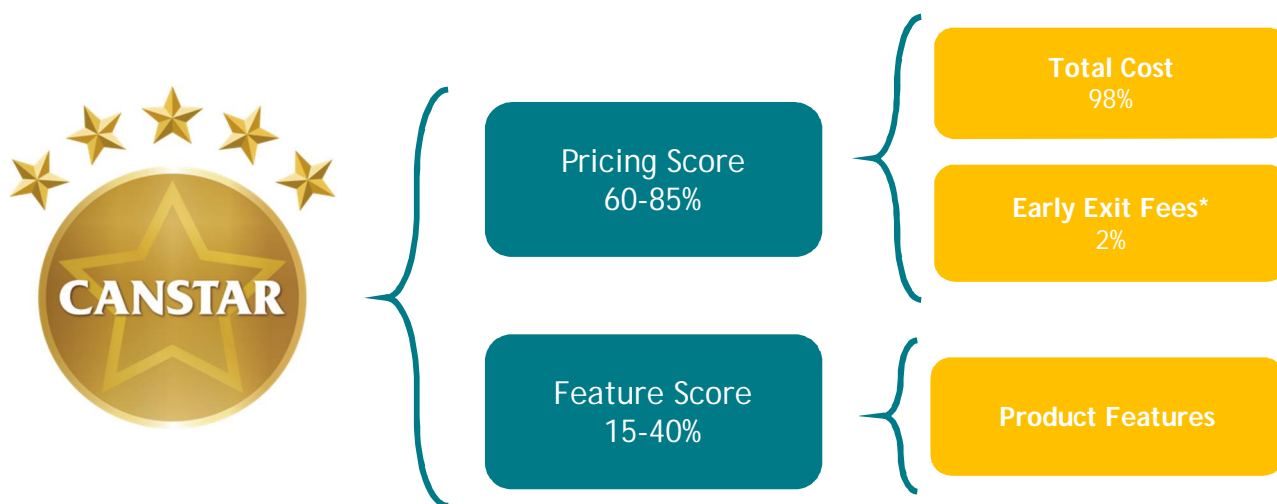 CANSTAR
Pricing Score
60-85%
Total Cost
98%
Early Exit Fees*
2%
Feature Score
15-40%
Product Features